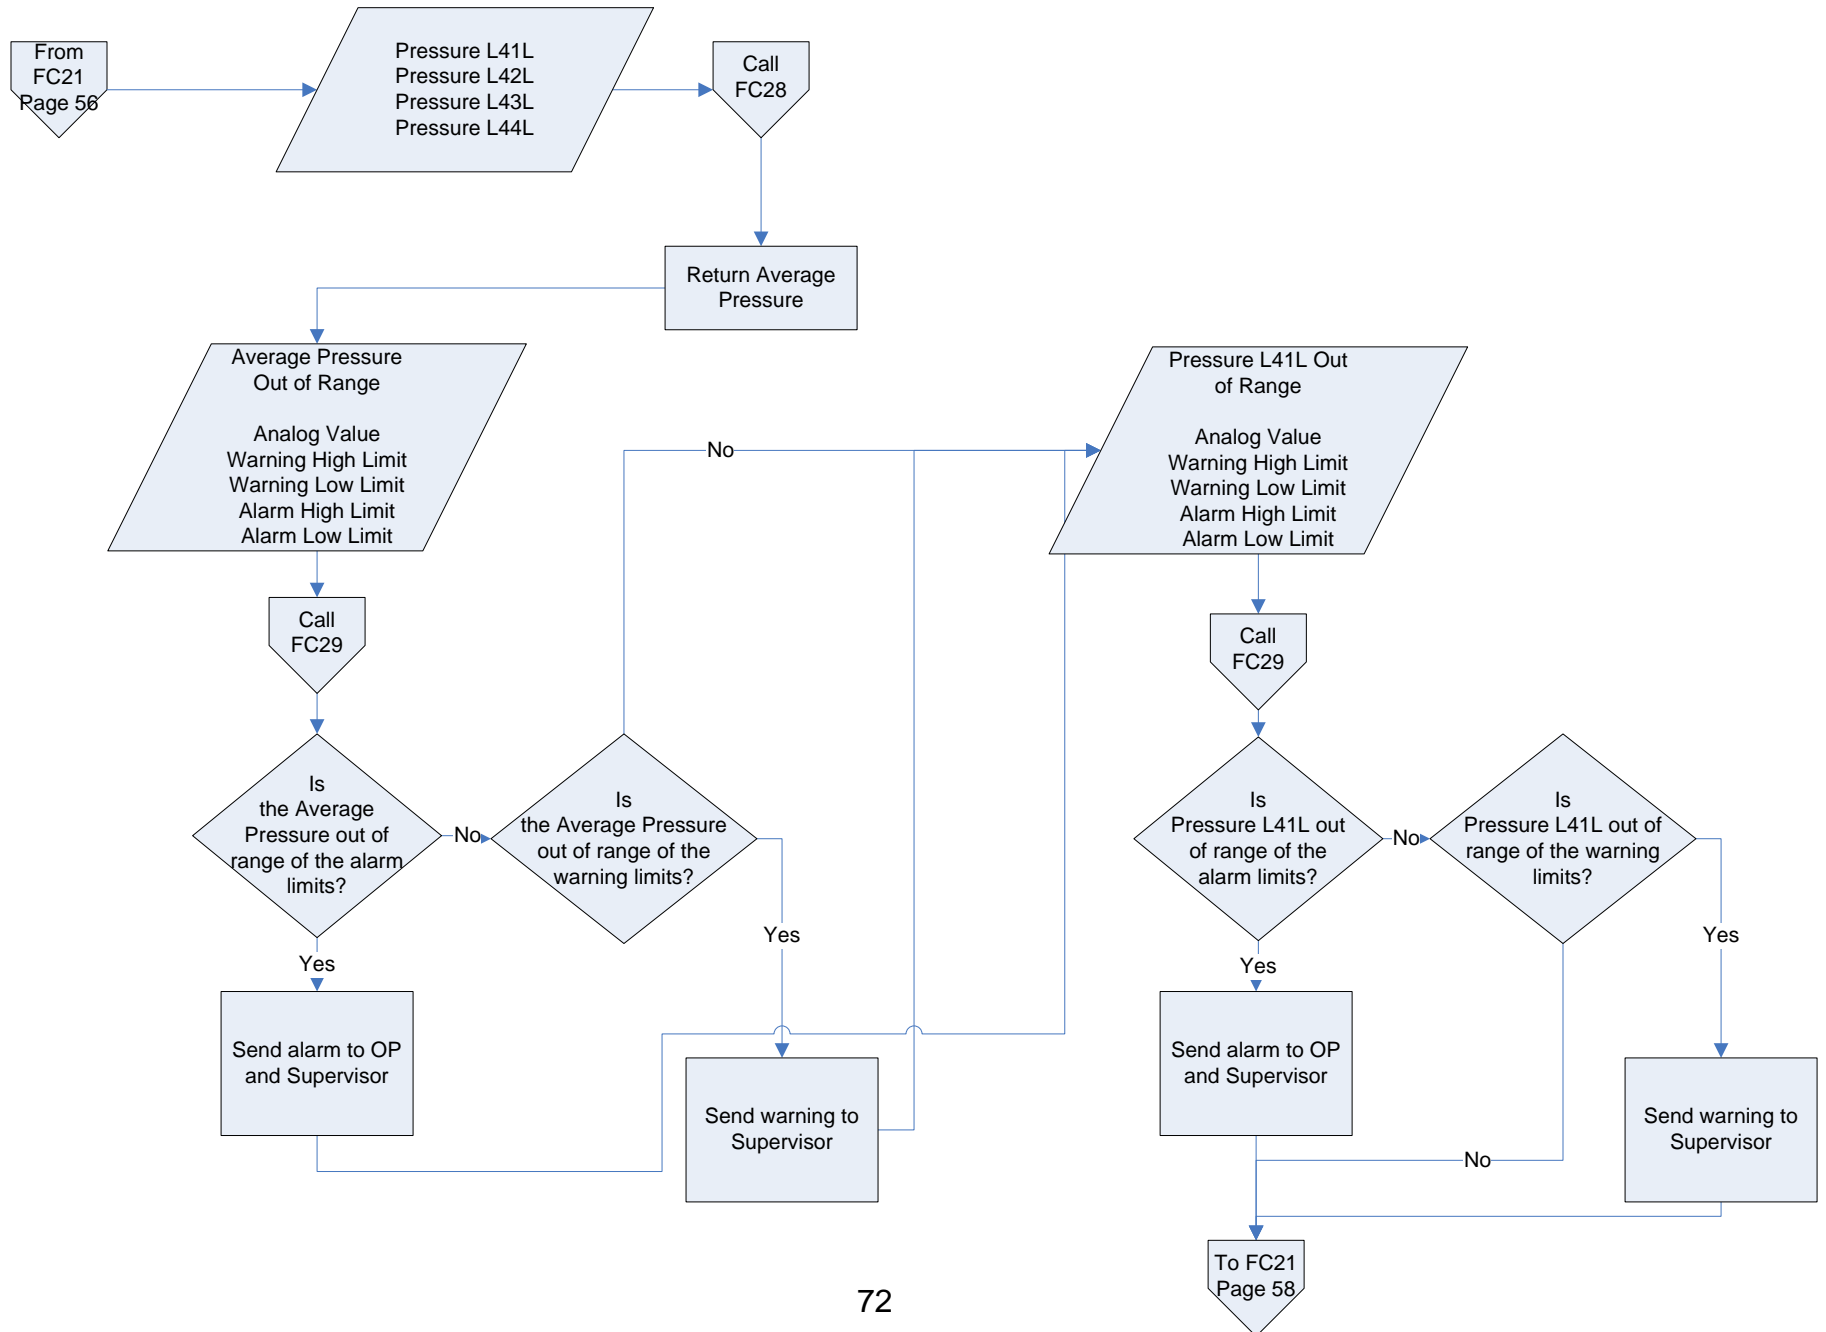 From
FC21
Page 56
Pressure L41L
Pressure L42L
Pressure L43L
Pressure L44L
Call
FC28
Return Average
Pressure
Average Pressure
Out of Range
Analog Value
Warning High Limit
Warning Low Limit
Alarm High Limit
Alarm Low Limit
Call
FC29
Is
the Average
Pressure out of
range of the alarm
limits?
No
Is
the Average Pressure
out of range of the
warning limits?
No
Yes
Yes
Send alarm to OP
and Supervisor
Send warning to
Supervisor
Pressure L41L Out
of Range
Analog Value
Warning High Limit
Warning Low Limit
Alarm High Limit
Alarm Low Limit
Call
FC29
Is
Pressure L41L out
of range of the
alarm limits?
No
Is
Pressure L41L out of
range of the warning
limits?
Yes
Yes
Send alarm to OP
and Supervisor
Send warning to
Supervisor
No
To FC21
Page 58
72